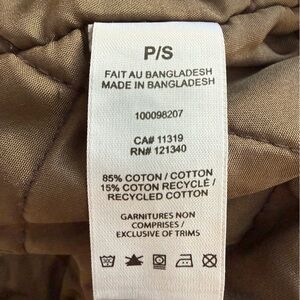 P/S
FAIT AU BANGLADESH
MADE IN BANGLADESH
100098207
CA# 11319
RN# 121340
85% COTON / COTTON
15% COTON RECYCLÉ /
RECYCLED COTTON
GARNITURES NON
COMPRISES /
EXCLUSIVE OF TRIMS